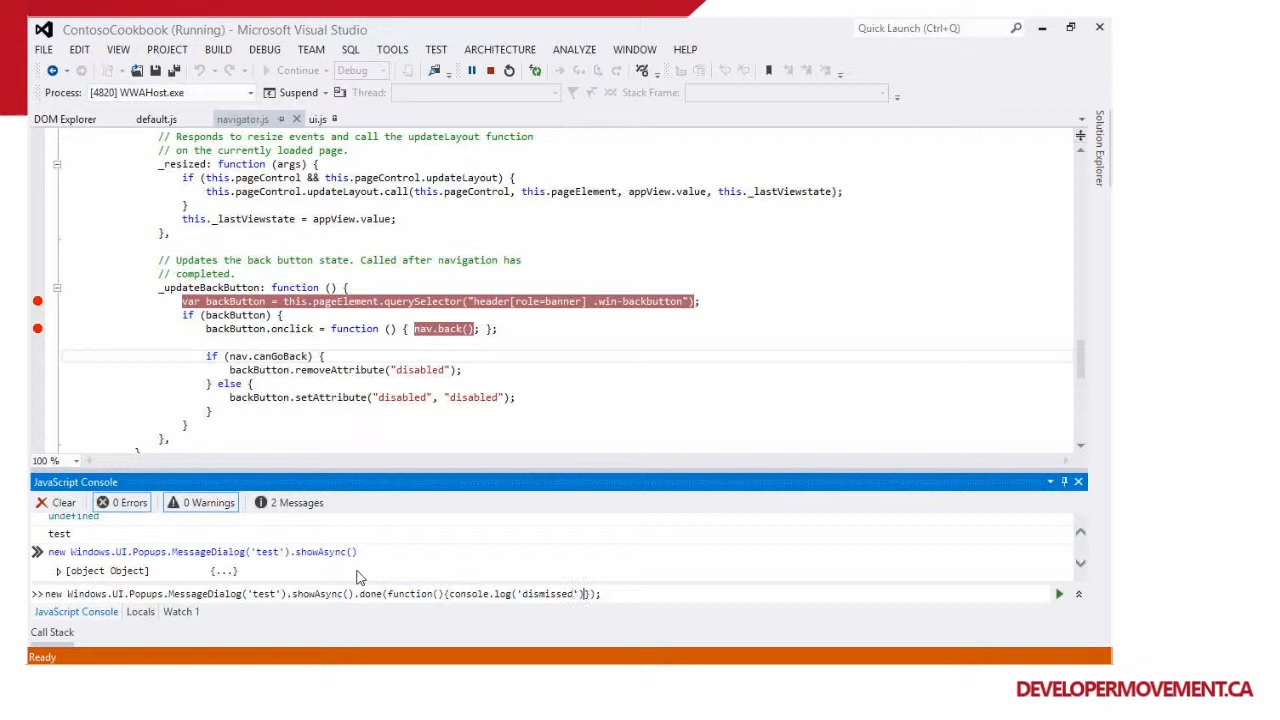 ContosoCookbook (Running) - Microsoft Visual Studio
Quick Launch (Ctrl+Q)
FILE EDIT VIEW PROJECT BUILD DEBUG TEAM SQL TOOLS TEST ARCHITECTURE ANALYZE WINDOW HELP
Continue Debug
Process: [4820] WWAHost.exe Suspend Thread: Stack Frame:
DOM Explorer default.js navigator.js ui.js
Solution Explorer
// Responds to resize events and call the updateLayout function
// on the currently loaded page.
_resized: function (args) {
if (this.pageControl && this.pageControl.updateLayout) {
this.pageControl.updateLayout.call(this.pageControl, this.pageElement, appView.value, this._lastViewstate);
}
this._lastViewstate = appView.value;
},
// Updates the back button state. Called after navigation has
// completed.
_updateBackButton: function () {
var backButton = this.pageElement.querySelector("header[role=banner] .win-backbutton");
if (backButton) {
backButton.onclick = function () { nav.back(); };
if (nav.canGoBack) {
backButton.removeAttribute("disabled");
} else {
backButton.setAttribute("disabled", "disabled");
}
}
},
100 %
JavaScript Console
Clear 0 Errors 0 Warnings 2 Messages
undefined
test
new Windows.UI.Popups.MessageDialog('test').showAsync()
[object Object] {...}
>>new Windows.UI.Popups.MessageDialog('test').showAsync().done(function(){console.log('dismissed')});
JavaScript Console Locals Watch 1
Call Stack
Ready
DEVELOPERMOVEMENT.CA